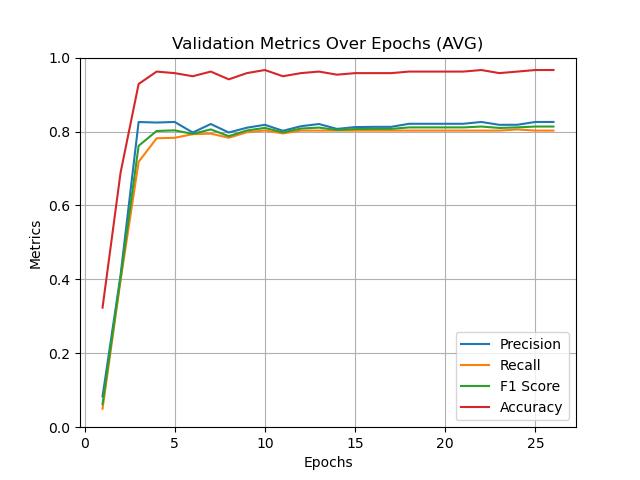 Validation Metrics Over Epochs (AVG)
1.0
0.8
0.6
0.4
0.2
0.0
Metrics
0 5 10 15 20 25
Epochs
Precision
Recall
F1 Score
Accuracy